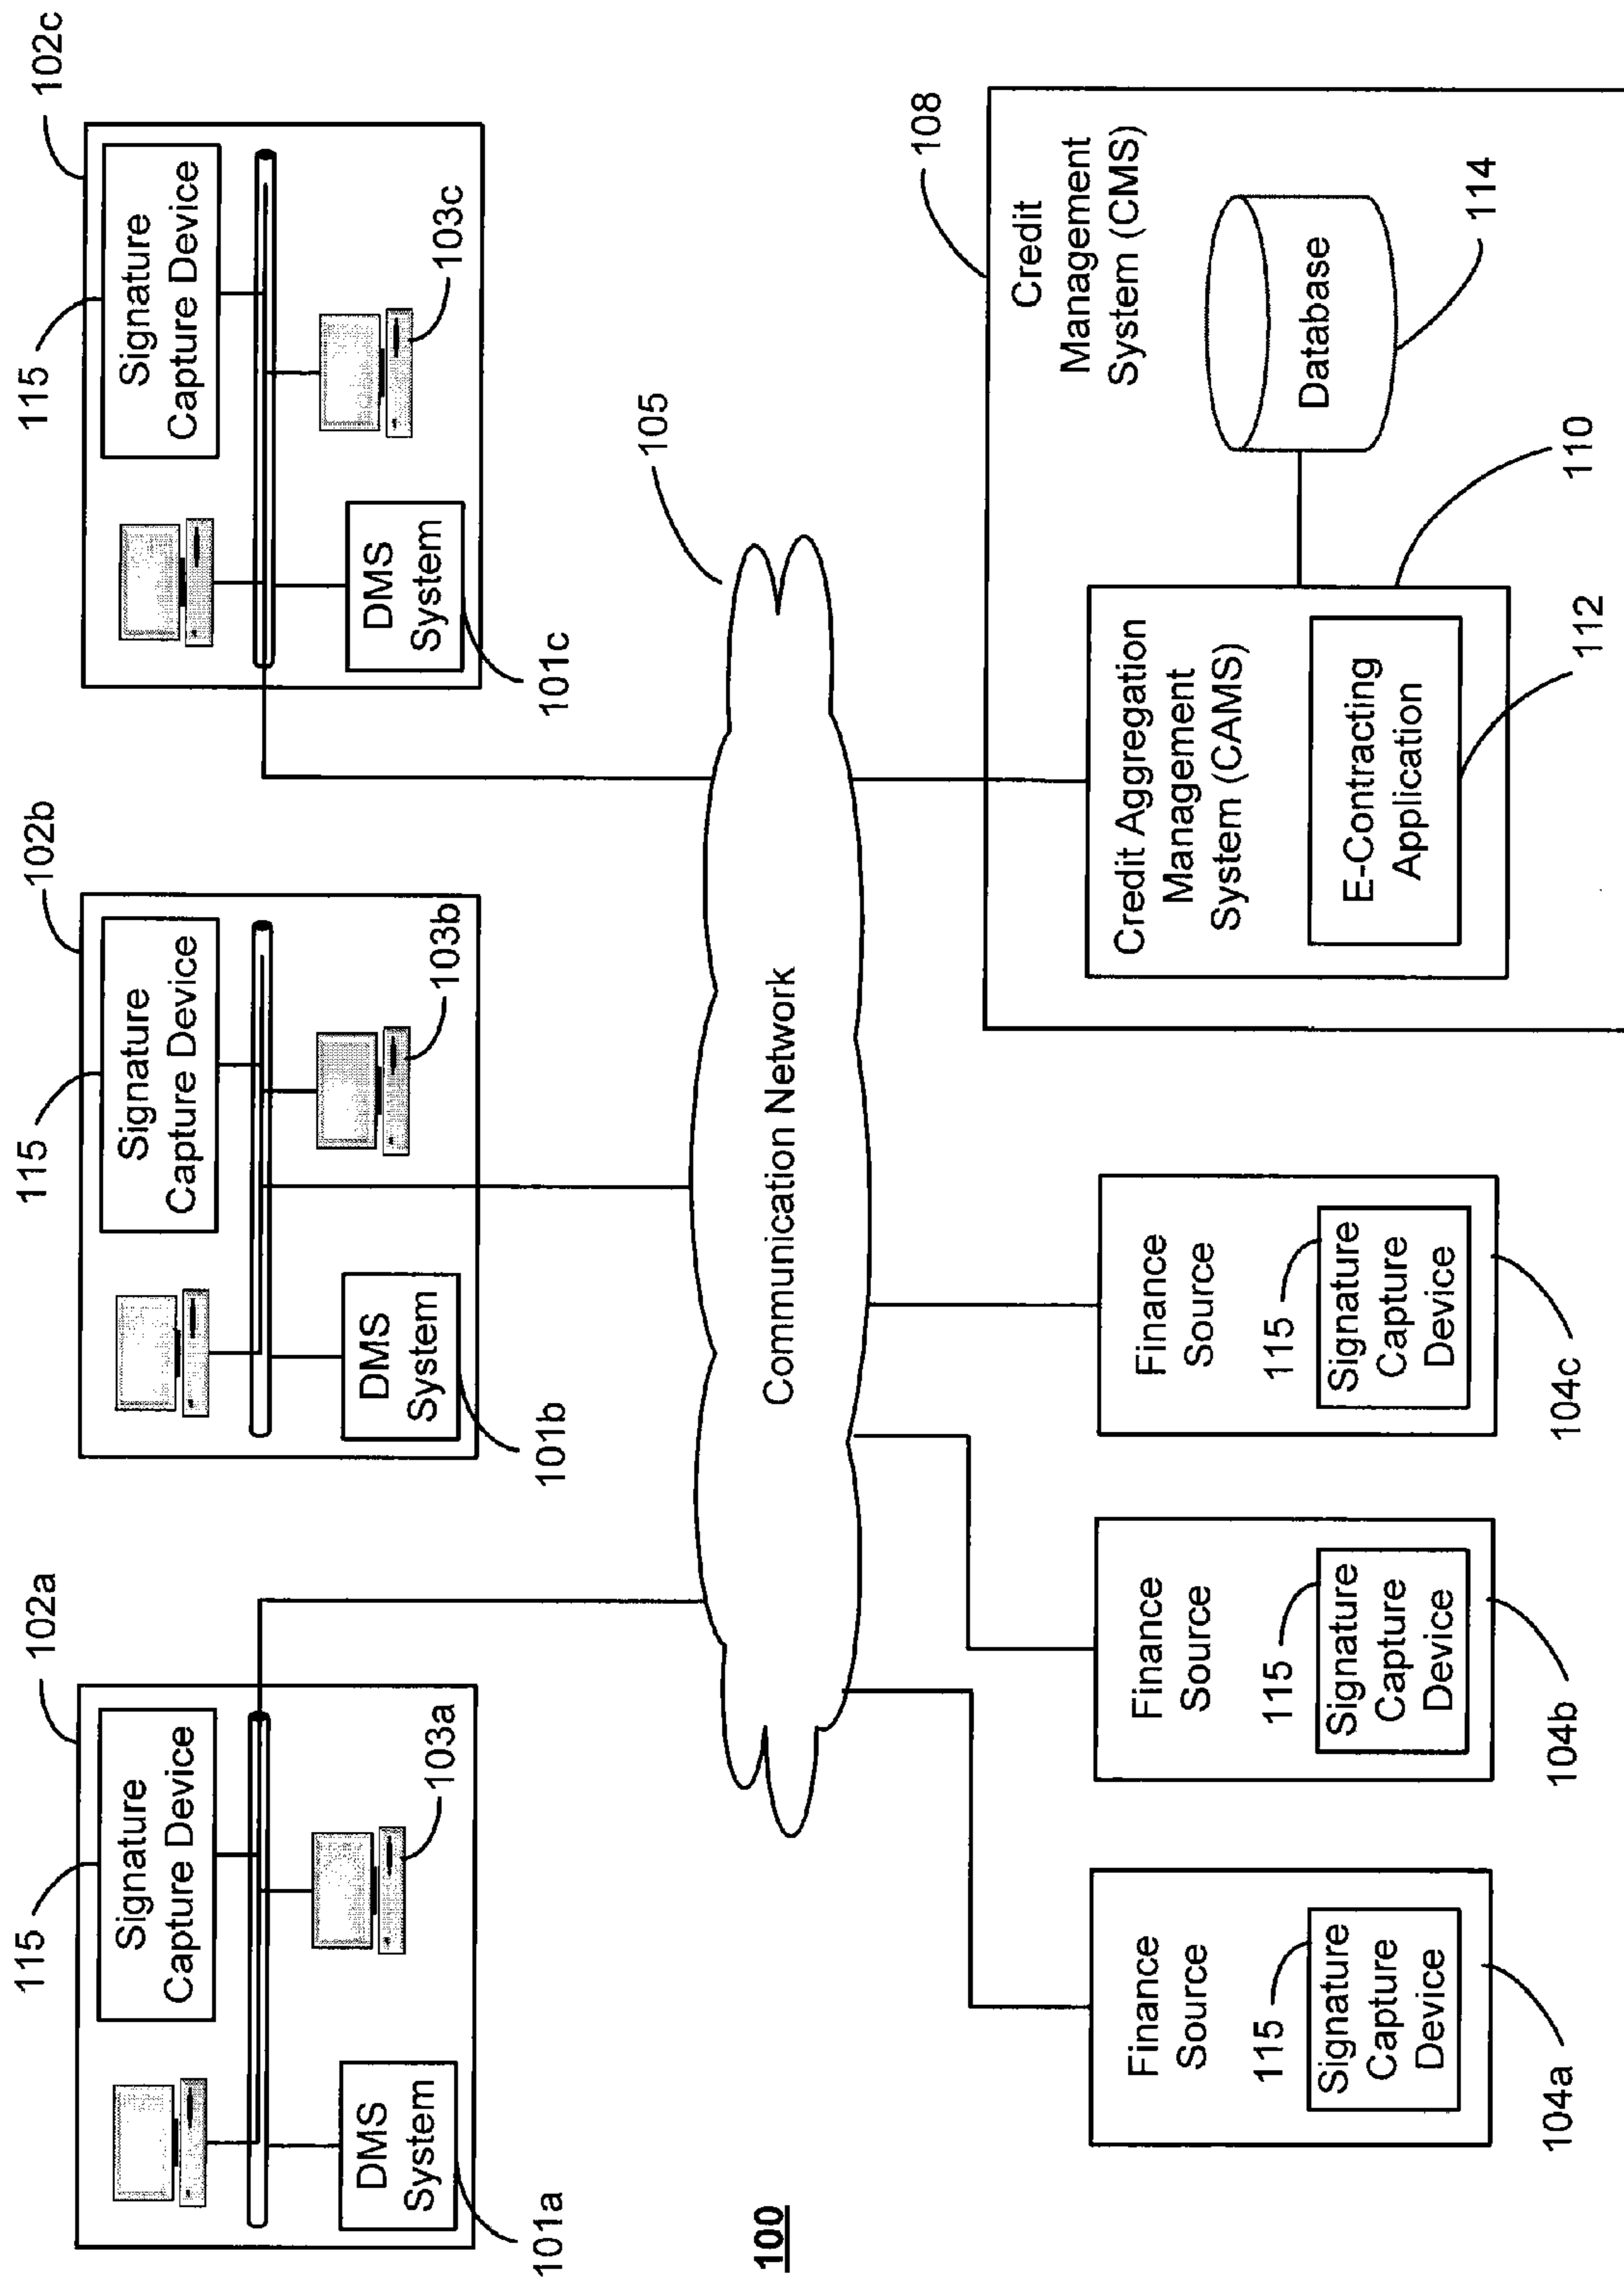 102a
115
Signature
Capture Device
103a
DMS
System
101a
102b
115
Signature
Capture Device
103b
DMS
System
101b
102c
115
Signature
Capture Device
103c
DMS
System
101c
100
Communication Network
105
Finance
Source
115
Signature
Capture
Device
104a
Finance
Source
115
Signature
Capture
Device
104b
Finance
Source
115
Signature
Capture
Device
104c
108
Credit
Management
System (CMS)
Credit Aggregation
Management
System (CAMS)
E-Contracting
Application
Database
114
110
112